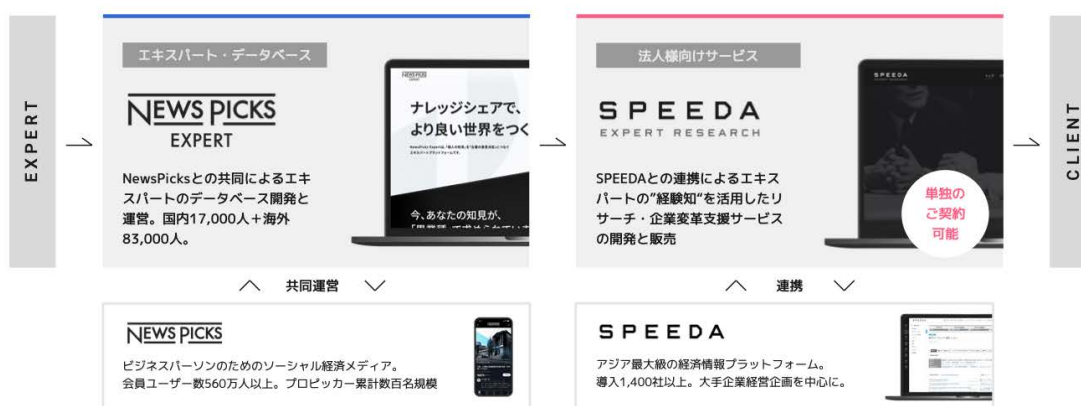 EXPERT
エキスパート・データベース
NEWS PICKS
EXPERT
NewsPicksとの共同によるエキ
スパートのデータベース開発と
運営。国内17,000人＋海外
83,000人。
ナレッジシェアで、
より良い世界をつく
今、あなたの知見が、
法人様向けサービス
SPEEDA
EXPERT RESEARCH
SPEEDAとの連携によるエキス
パートの”経験知“を活用したリ
サーチ・企業変革支援サービス
の開発と販売
SPEEDA
単独の
ご契約
可能
CLIENT
共同運営
連携
NEWS PICKS
ビジネスパーソンのためのソーシャル経済メディア。
会員ユーザー数560万人以上。プロピッカー累計数百名規模
SPEEDA
アジア最大級の経済情報プラットフォーム。
導入1,400社以上。大手企業経営企画を中心に。